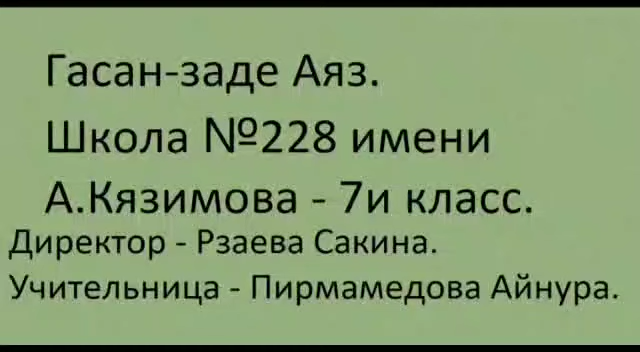 Гасан-заде Аяз.
Школа №228 имени
А.Кязимова - 7и класс.
Директор - Рзаева Сакина.
Учительница - Пирмамедова Айнура.